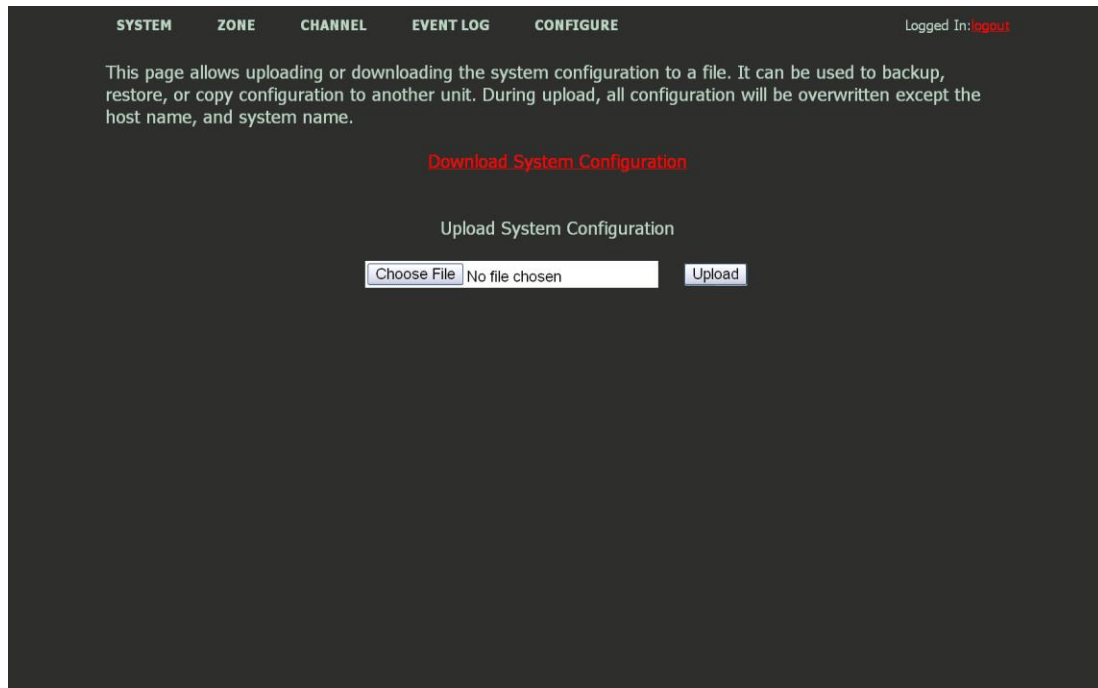 SYSTEM ZONE CHANNEL EVENT LOG CONFIGURE Logged In:logout
This page allows uploading or downloading the system configuration to a file. It can be used to backup,
restore, or copy configuration to another unit. During upload, all configuration will be overwritten except the
host name, and system name.
Download System Configuration
Upload System Configuration
Choose File No file chosen Upload